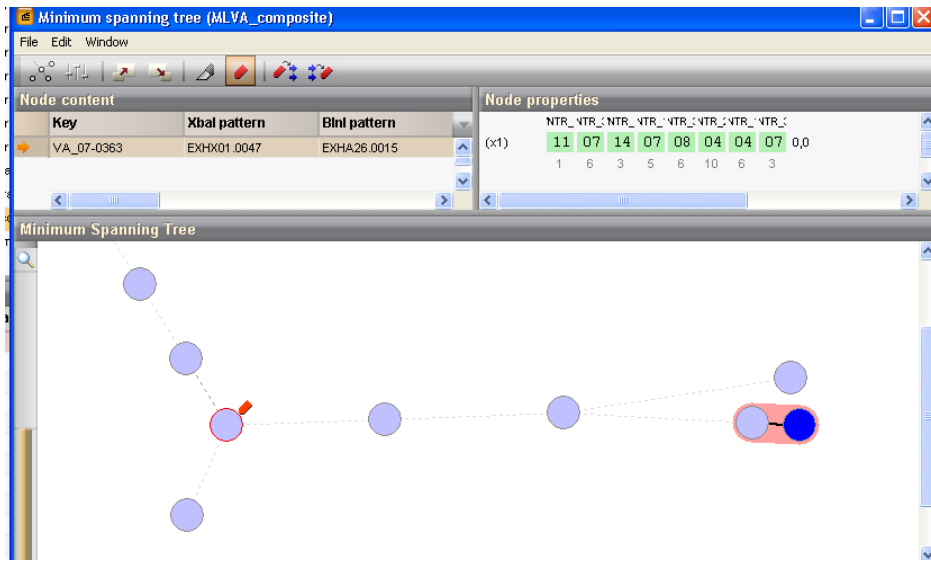 Minimum spanning tree (MLVA_composite)
File Edit Window
Node content
Node properties
Key XbaI pattern BlnI pattern
VA_07-0363 EXHX01.0047 EXHA26.0015
(x1) 11 07 14 07 08 04 04 07 0,0
1 6 3 5 6 10 6 3
Minimum Spanning Tree